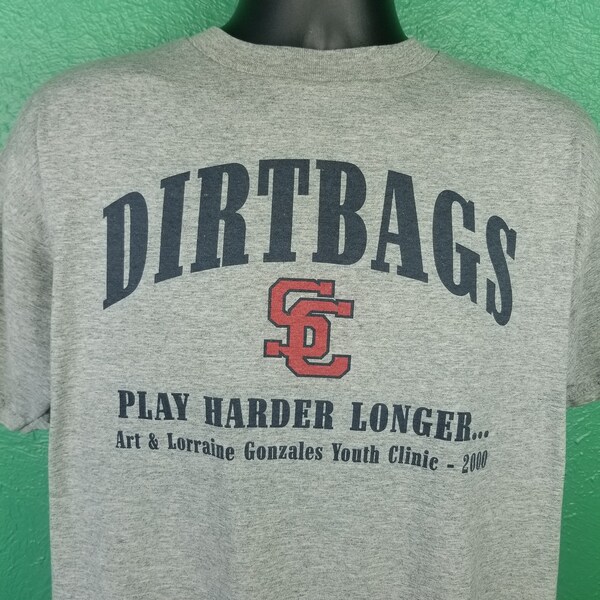 DIRTBAGS
SC
PLAY HARDER LONGER...
Art & Lorraine Gonzales Youth Clinic - 2000